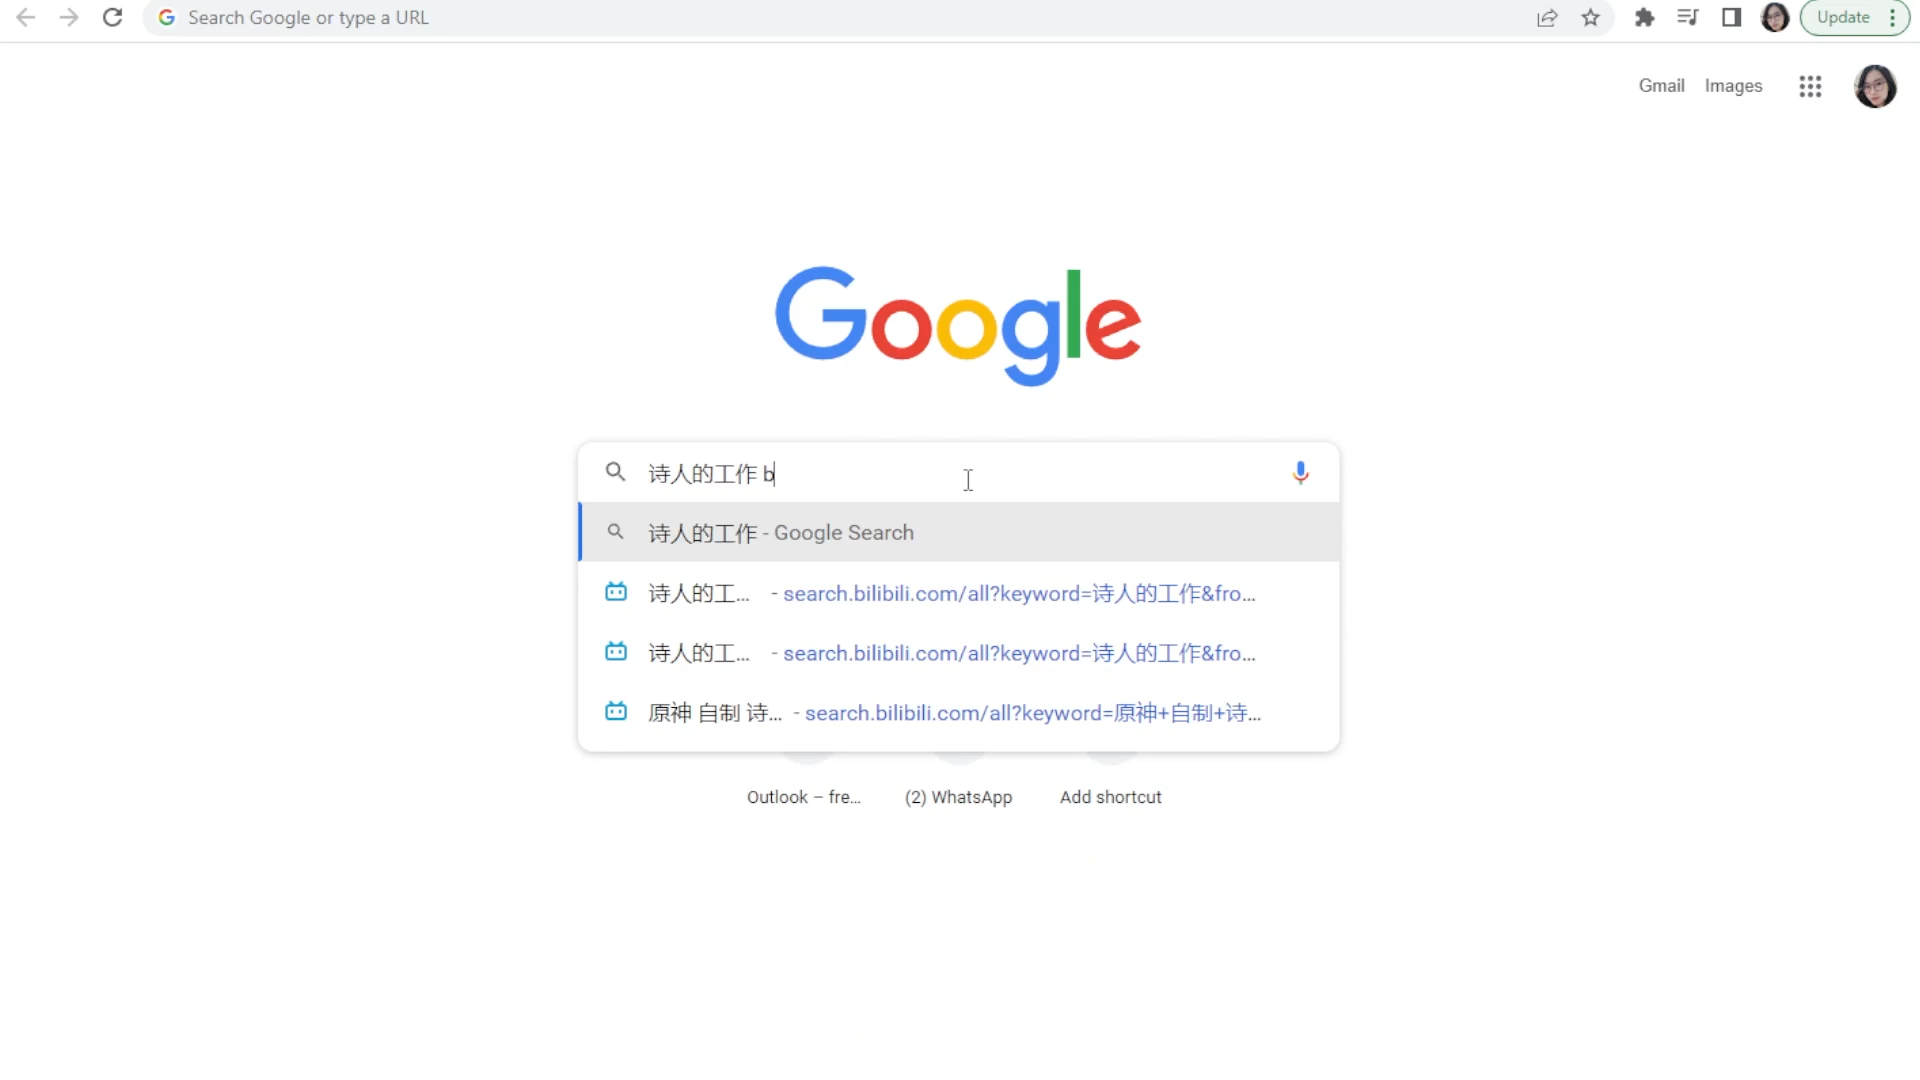 Search Google or type a URL
Update
Gmail Images
Google
诗人的工作 b
诗人的工作 - Google Search
诗人的工... - search.bilibili.com/all?keyword=诗人的工作&fro...
诗人的工... - search.bilibili.com/all?keyword=诗人的工作&fro...
原神 自制 诗... - search.bilibili.com/all?keyword=原神+自制+诗...
Outlook – fre... (2) WhatsApp Add shortcut